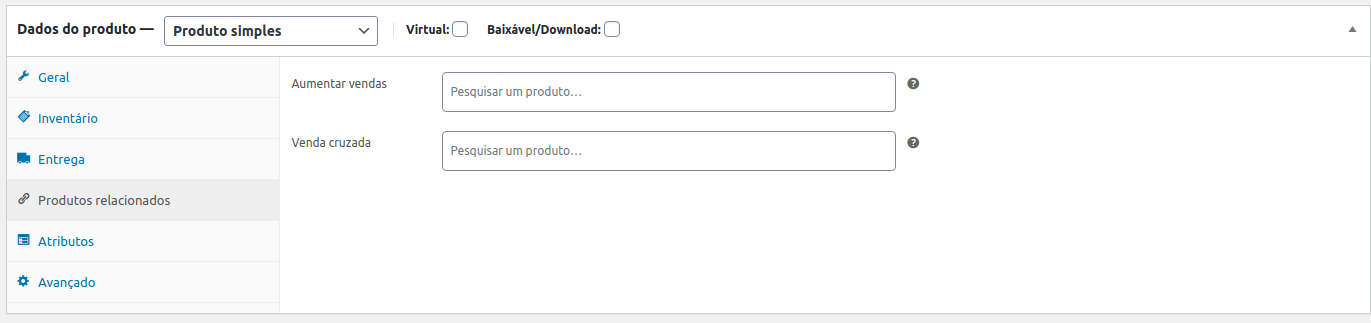 Dados do produto — Produto simples Virtual: Baixável/Download:
Geral
Inventário
Entrega
Produtos relacionados
Atributos
Avançado
Aumentar vendas Pesquisar um produto…
Venda cruzada Pesquisar um produto…